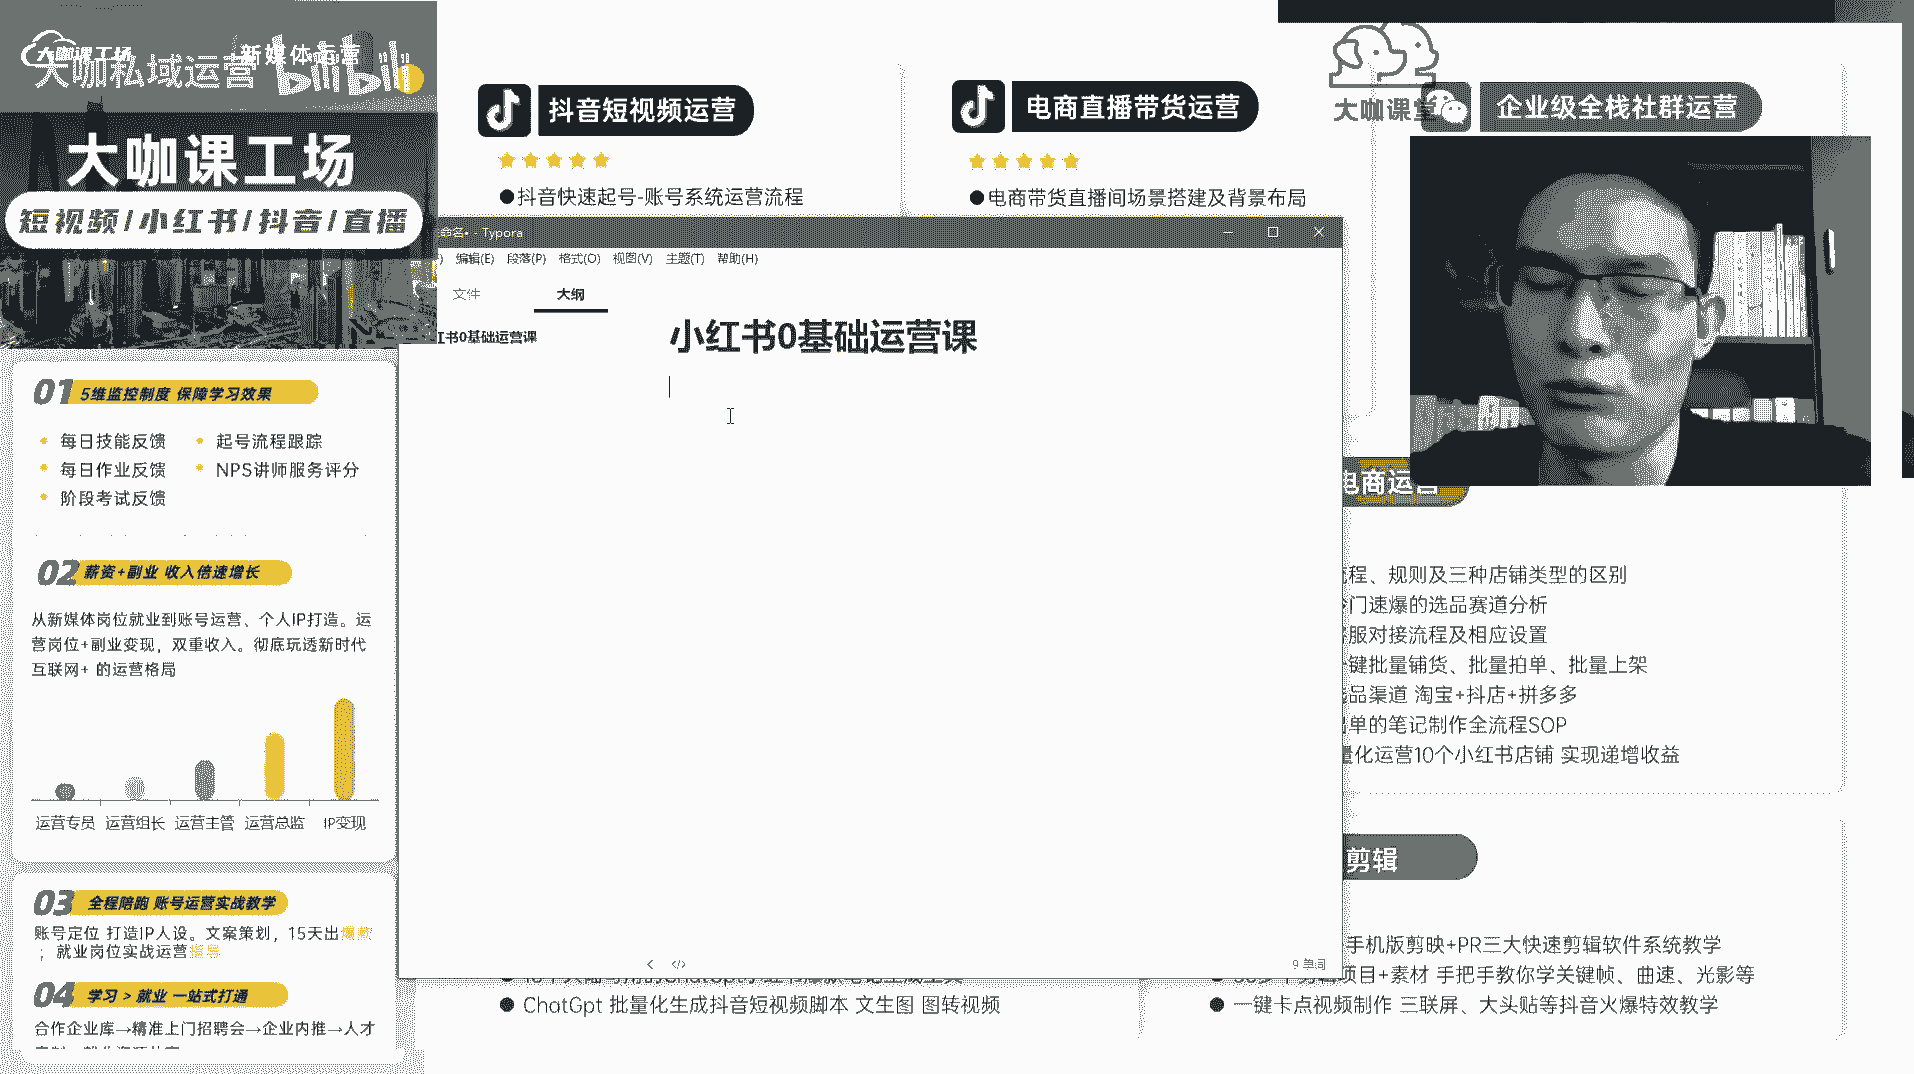 大咖课工场
新媒体运营
大咖私域运营
bilibili
大咖课工场
短视频/小红书/抖音/直播
01 5维监控制度 保障学习效果
每日技能反馈
起号流程跟踪
每日作业反馈
NPS讲师服务评分
阶段考试反馈
02 薪资+副业 收入倍速增长
从新媒体岗位就业到账号运营、个人IP打造。运
营岗位+副业变现，双重收入。彻底玩透新时代
互联网+ 的运营格局
运营专员 运营组长 运营主管 运营总监 IP变现
03 全程陪跑 账号运营实战教学
账号定位 打造IP人设。文案策划，15天出爆款
；就业岗位实战运营指导
04 学习 > 就业 一站式打通
合作企业库→精准上门招聘会→企业内推→人才
抖音短视频运营
●抖音快速起号-账号系统运营流程
电商直播带货运营
●电商带货直播间场景搭建及背景布局
大咖课堂
企业级全栈社群运营
命名• - Typora
编辑(E) 段落(P) 格式(O) 视图(V) 主题(T) 帮助(H)
文件 大纲
书0基础运营课
小红书0基础运营课
9 单词
电商运营
程、规则及三种店铺类型的区别
门速爆的选品赛道分析
服对接流程及相应设置
键批量铺货、批量拍单、批量上架
品渠道 淘宝+抖店+拼多多
单的笔记制作全流程SOP
量化运营10个小红书店铺 实现递增收益
剪辑
手机版剪映+PR三大快速剪辑软件系统教学
项目+素材 手把手教你学关键帧、曲速、光影等
● 一键卡点视频制作 三联屏、大头贴等抖音火爆特效教学
● ChatGpt 批量化生成抖音短视频脚本 文生图 图转视频